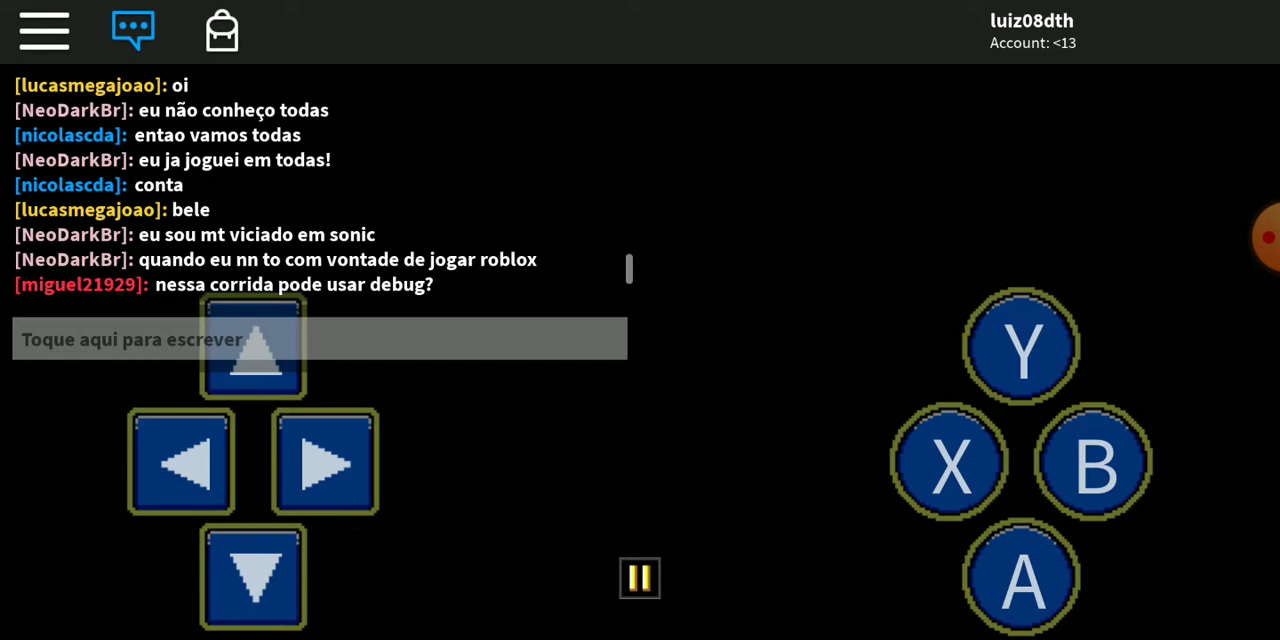 luiz08dth
Account: <13
[lucasmegajoao]: oi
[NeoDarkBr]: eu não conheço todas
[nicolascda]: entao vamos todas
[NeoDarkBr]: eu ja joguei em todas!
[nicolascda]: conta
[lucasmegajoao]: bele
[NeoDarkBr]: eu sou mt viciado em sonic
[NeoDarkBr]: quando eu nn to com vontade de jogar roblox
[miguel21929]: nessa corrida pode usar debug?
Toque aqui para escrever
Y
X
B
A